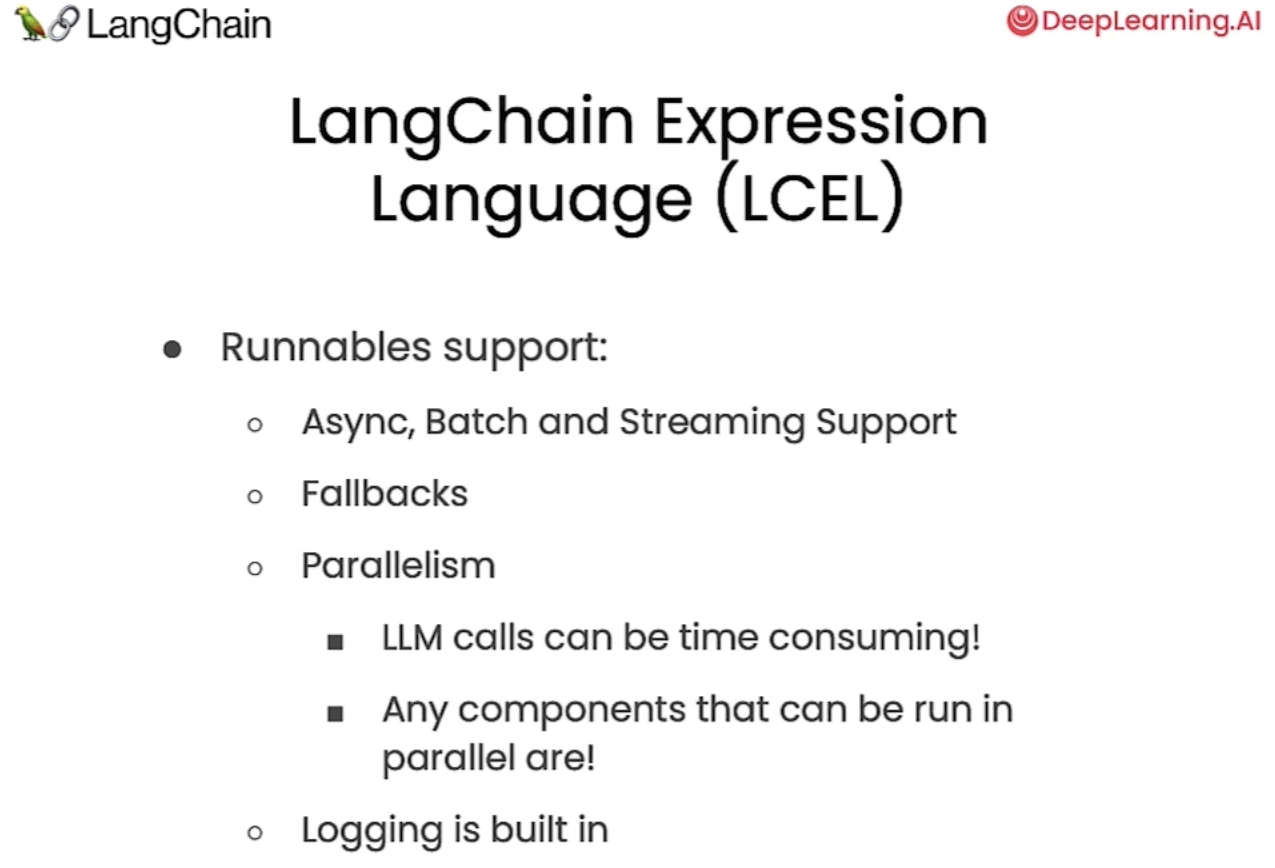 LangChain
DeepLearning.AI
LangChain Expression
Language (LCEL)
● Runnables support:
○ Async, Batch and Streaming Support
○ Fallbacks
○ Parallelism
■ LLM calls can be time consuming!
■ Any components that can be run in
parallel are!
○ Logging is built in